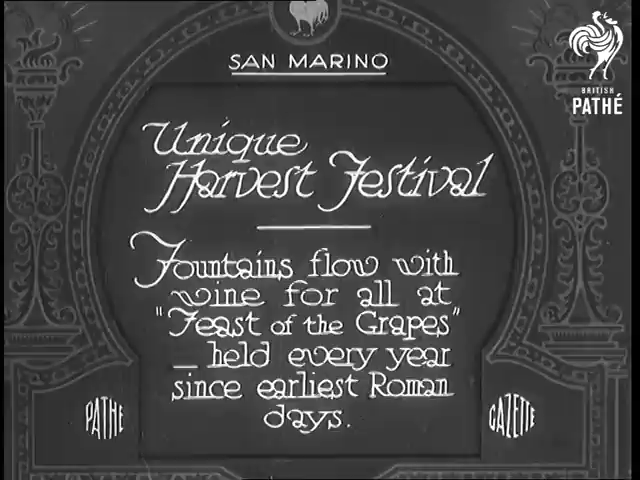 SAN MARINO
BRITISH
PATHÉ
Unique
Harvest Festival
Fountains flow with
wine for all at
"Feast of the Grapes"
_ held every year
since earliest Roman
days.
PATHE
GAZETTE